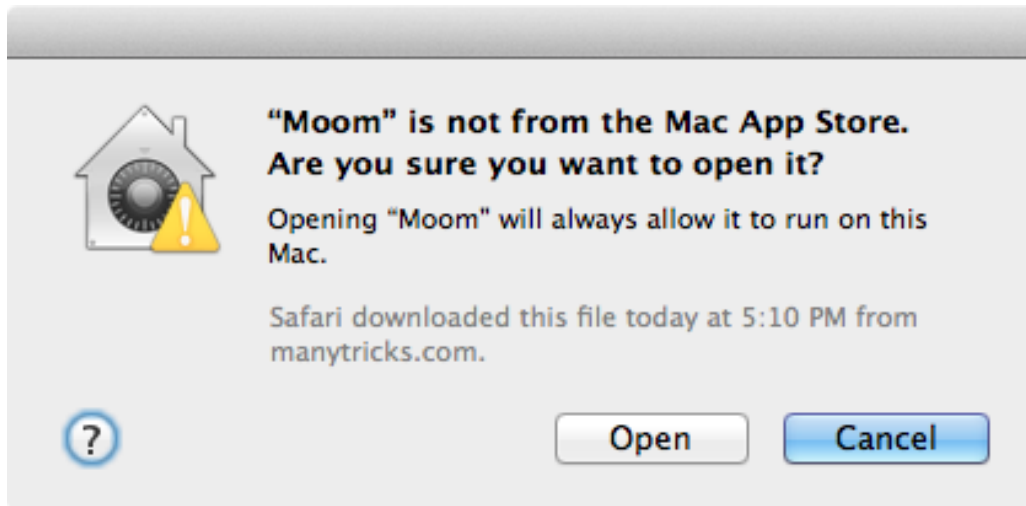 “Moom” is not from the Mac App Store.
Are you sure you want to open it?
Opening “Moom” will always allow it to run on this
Mac.
Safari downloaded this file today at 5:10 PM from
manytricks.com.
?
Open
Cancel